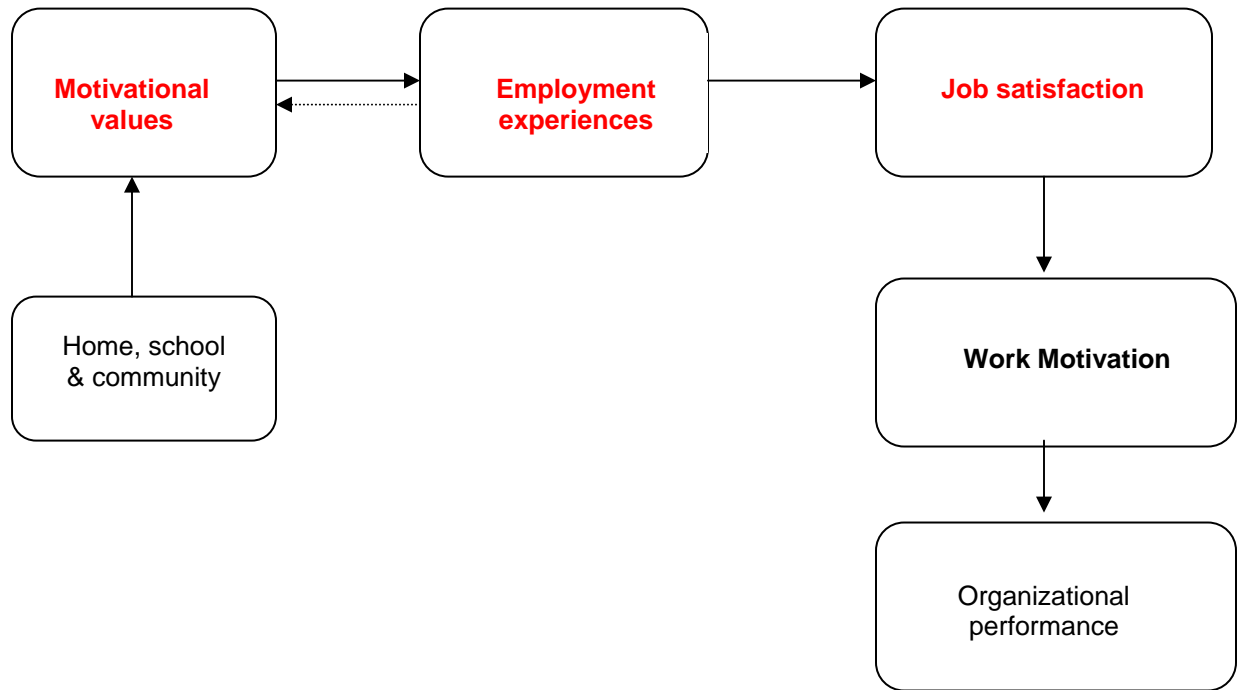 Motivational
values
Employment
experiences
Job satisfaction
Home, school
& community
Work Motivation
Organizational
performance